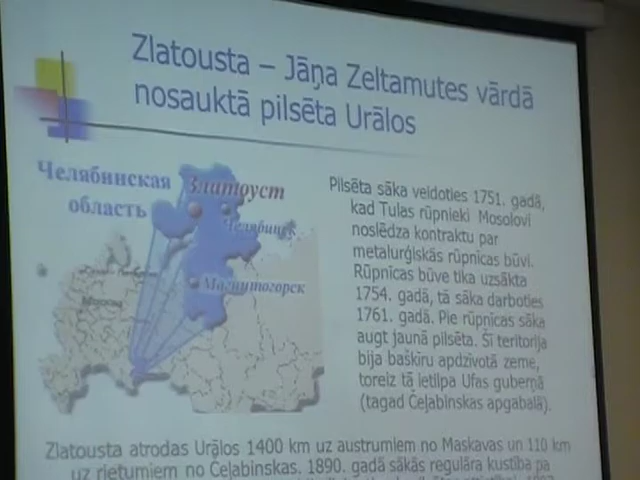 Zlatousta – Jāņa Zeltamutes vārdā
nosauktā pilsēta Urālos
Челябинская
область
Златоуст
Челябинск
Магнитогорск
Москва
Pilsēta sāka veidoties 1751. gadā,
kad Tulas rūpnieki Mosolovi
noslēdza kontraktu par
metalurģiskās rūpnīcas būvi.
Rūpnīcas būve tika uzsākta
1754. gadā, tā sāka darboties
1761. gadā. Pie rūpnīcas sāka
augt jaunā pilsēta. Šī teritorija
bija baškīru apdzīvotā zeme,
toreiz tā ietilpa Ufas guberņā
(tagad Čeļabinskas apgabalā).
Zlatousta atrodas Urālos 1400 km uz austrumiem no Maskavas un 110 km
uz rietumiem no Čeļabinskas. 1890. gadā sākās regulāra kustība pa